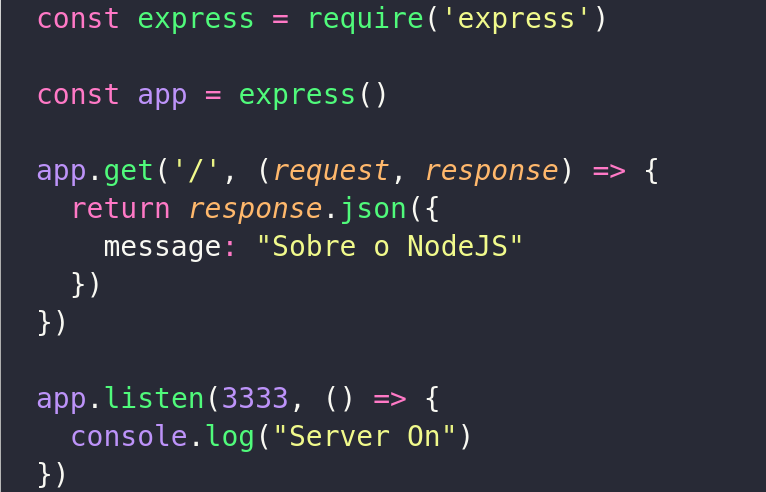 const express = require('express')
const app = express()
app.get('/', (request, response) => {
  return response.json({
    message: "Sobre o NodeJS"
  })
})
app.listen(3333, () => {
  console.log("Server On")
})